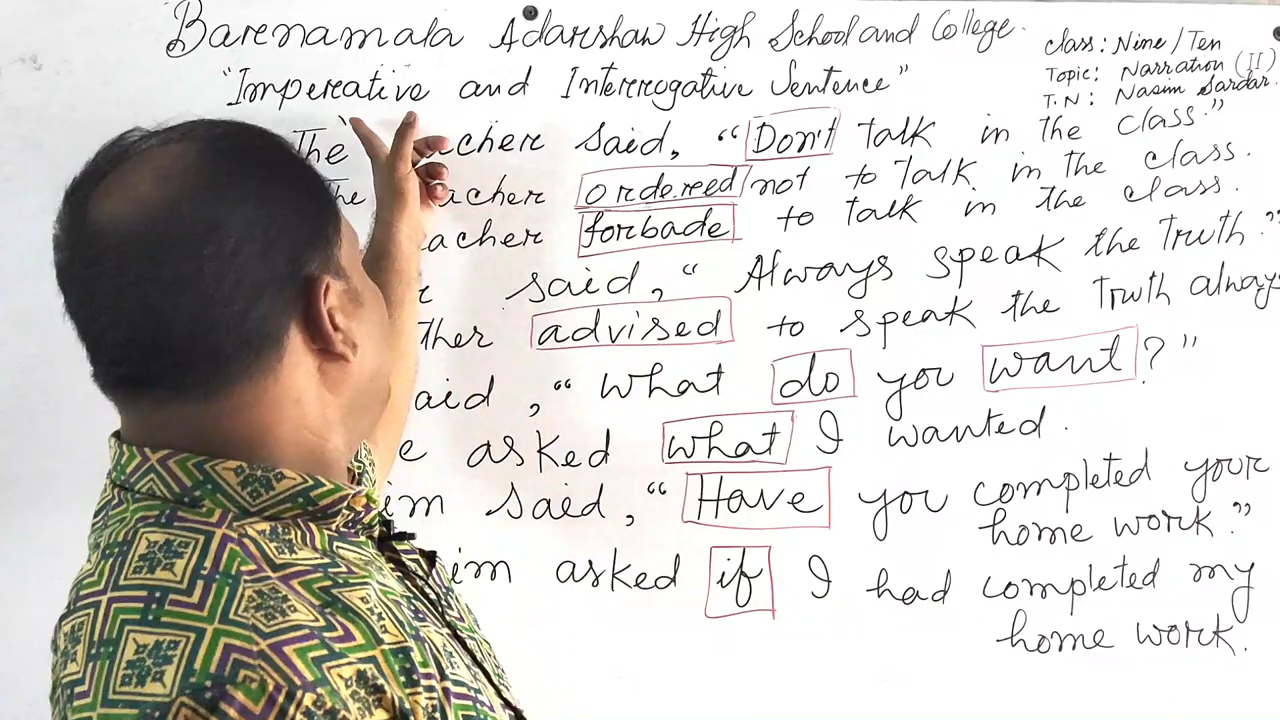 Barenamala Adarshaw High School and College.
class: Nine/Ten
"Imperative and Interrogative Sentence"
Topic: Narration (II)
T.N: Nasim Sardar.
The acher said, "Don't talk in the class."
The acher ordereed not to talk in the class.
acher forbade to talk in the class.
r said, "Always speak the truth."
ther advised to speak the truth always
aid, "what do you want?"
e asked what I wanted.
im said, "Have you completed your
home work."
im asked if I had completed my
home work.